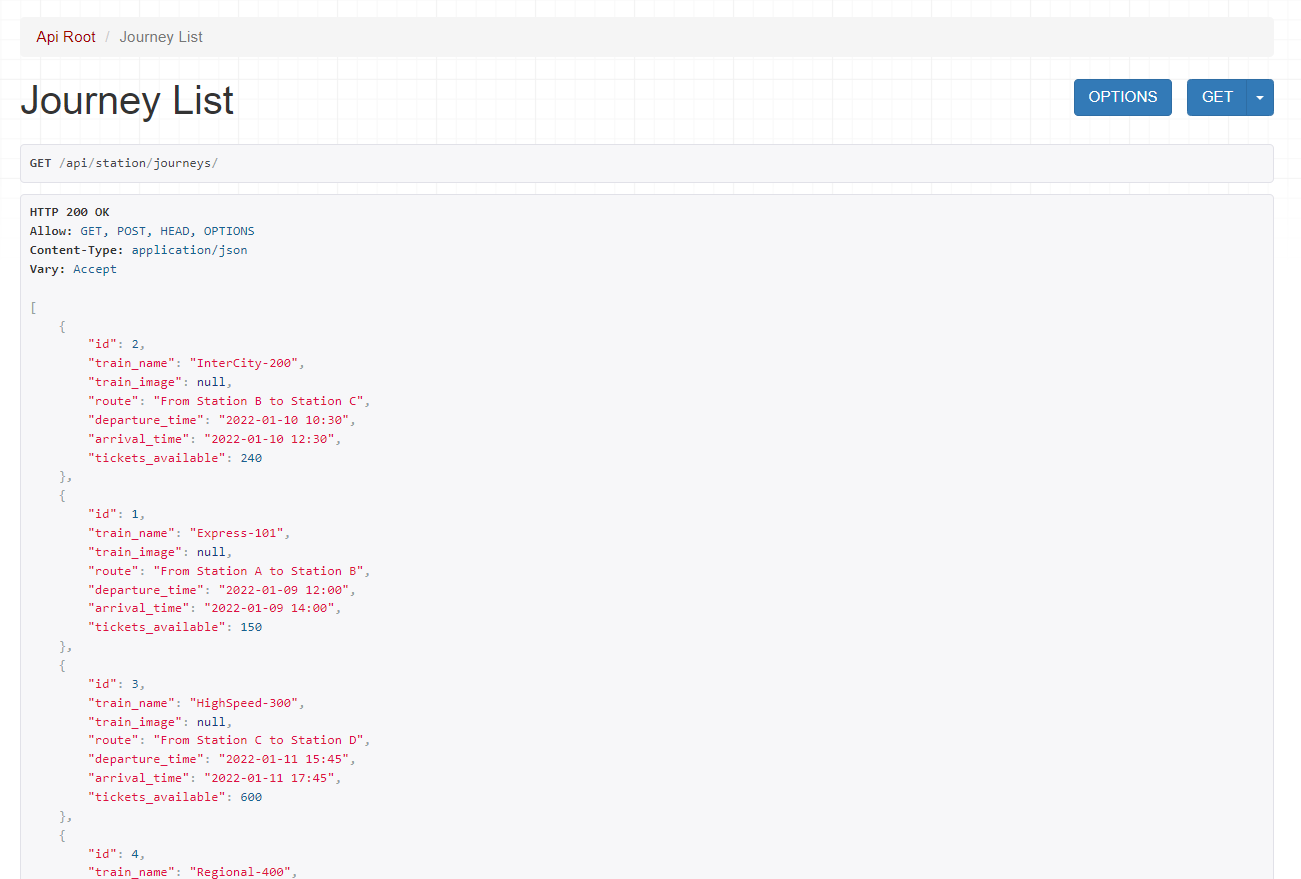 Api Root / Journey List
Journey List
OPTIONS
GET
GET /api/station/journeys/
HTTP 200 OK
Allow: GET, POST, HEAD, OPTIONS
Content-Type: application/json
Vary: Accept
[
{
"id": 2,
"train_name": "InterCity-200",
"train_image": null,
"route": "From Station B to Station C",
"departure_time": "2022-01-10 10:30",
"arrival_time": "2022-01-10 12:30",
"tickets_available": 240
},
{
"id": 1,
"train_name": "Express-101",
"train_image": null,
"route": "From Station A to Station B",
"departure_time": "2022-01-09 12:00",
"arrival_time": "2022-01-09 14:00",
"tickets_available": 150
},
{
"id": 3,
"train_name": "HighSpeed-300",
"train_image": null,
"route": "From Station C to Station D",
"departure_time": "2022-01-11 15:45",
"arrival_time": "2022-01-11 17:45",
"tickets_available": 600
},
{
"id": 4,
"train_name": "Regional-400",